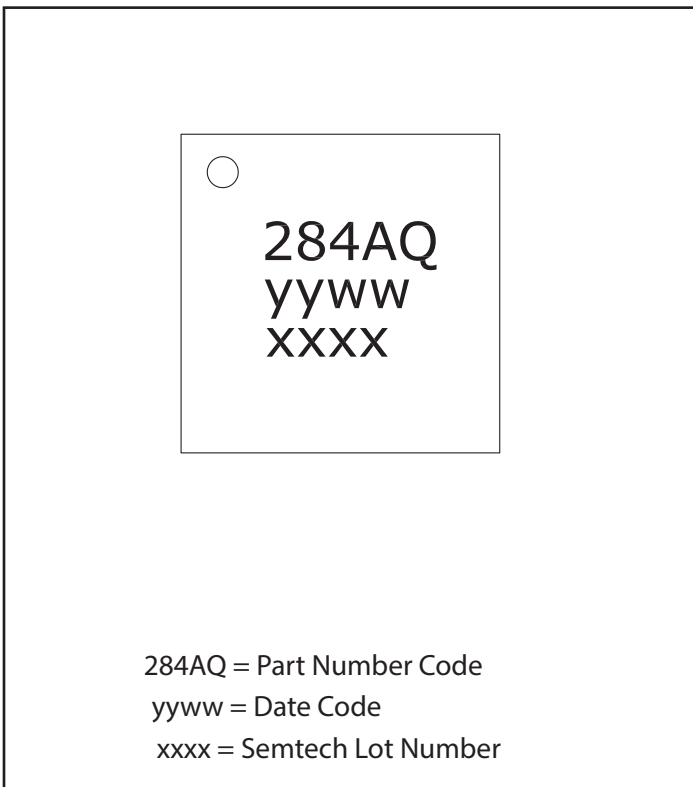 284AQ
yyww
xxxx
284AQ = Part Number Code
yyww = Date Code
xxxx = Semtech Lot Number